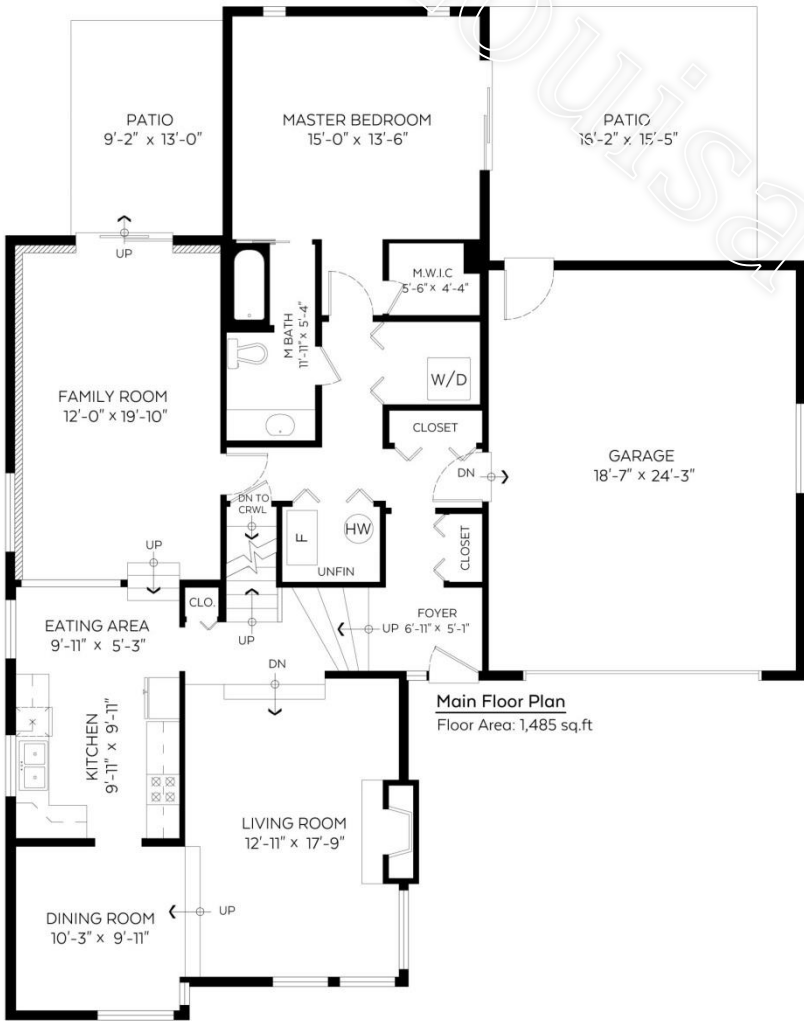 PATIO
9'-2" x 13'-0"
MASTER BEDROOM
15'-0" x 13'-6"
PATIO
16'-2" x 15'-5"
UP
M.W.I.C
5'-6" x 4'-4"
M BATH
11'-11" x 5'-4"
W/D
FAMILY ROOM
12'-0" x 19'-10"
CLOSET
DN
GARAGE
18'-7" x 24'-3"
DN TO
CRWL
F
HW
UNFIN
CLOSET
UP
CLO.
UP
EATING AREA
9'-11" x 5'-3"
FOYER
UP 6'-11" x 5'-1"
DN
Main Floor Plan
Floor Area: 1,485 sq.ft
KITCHEN
9'-11" x 9'-11"
LIVING ROOM
12'-11" x 17'-9"
DINING ROOM
10'-3" x 9'-11"
UP